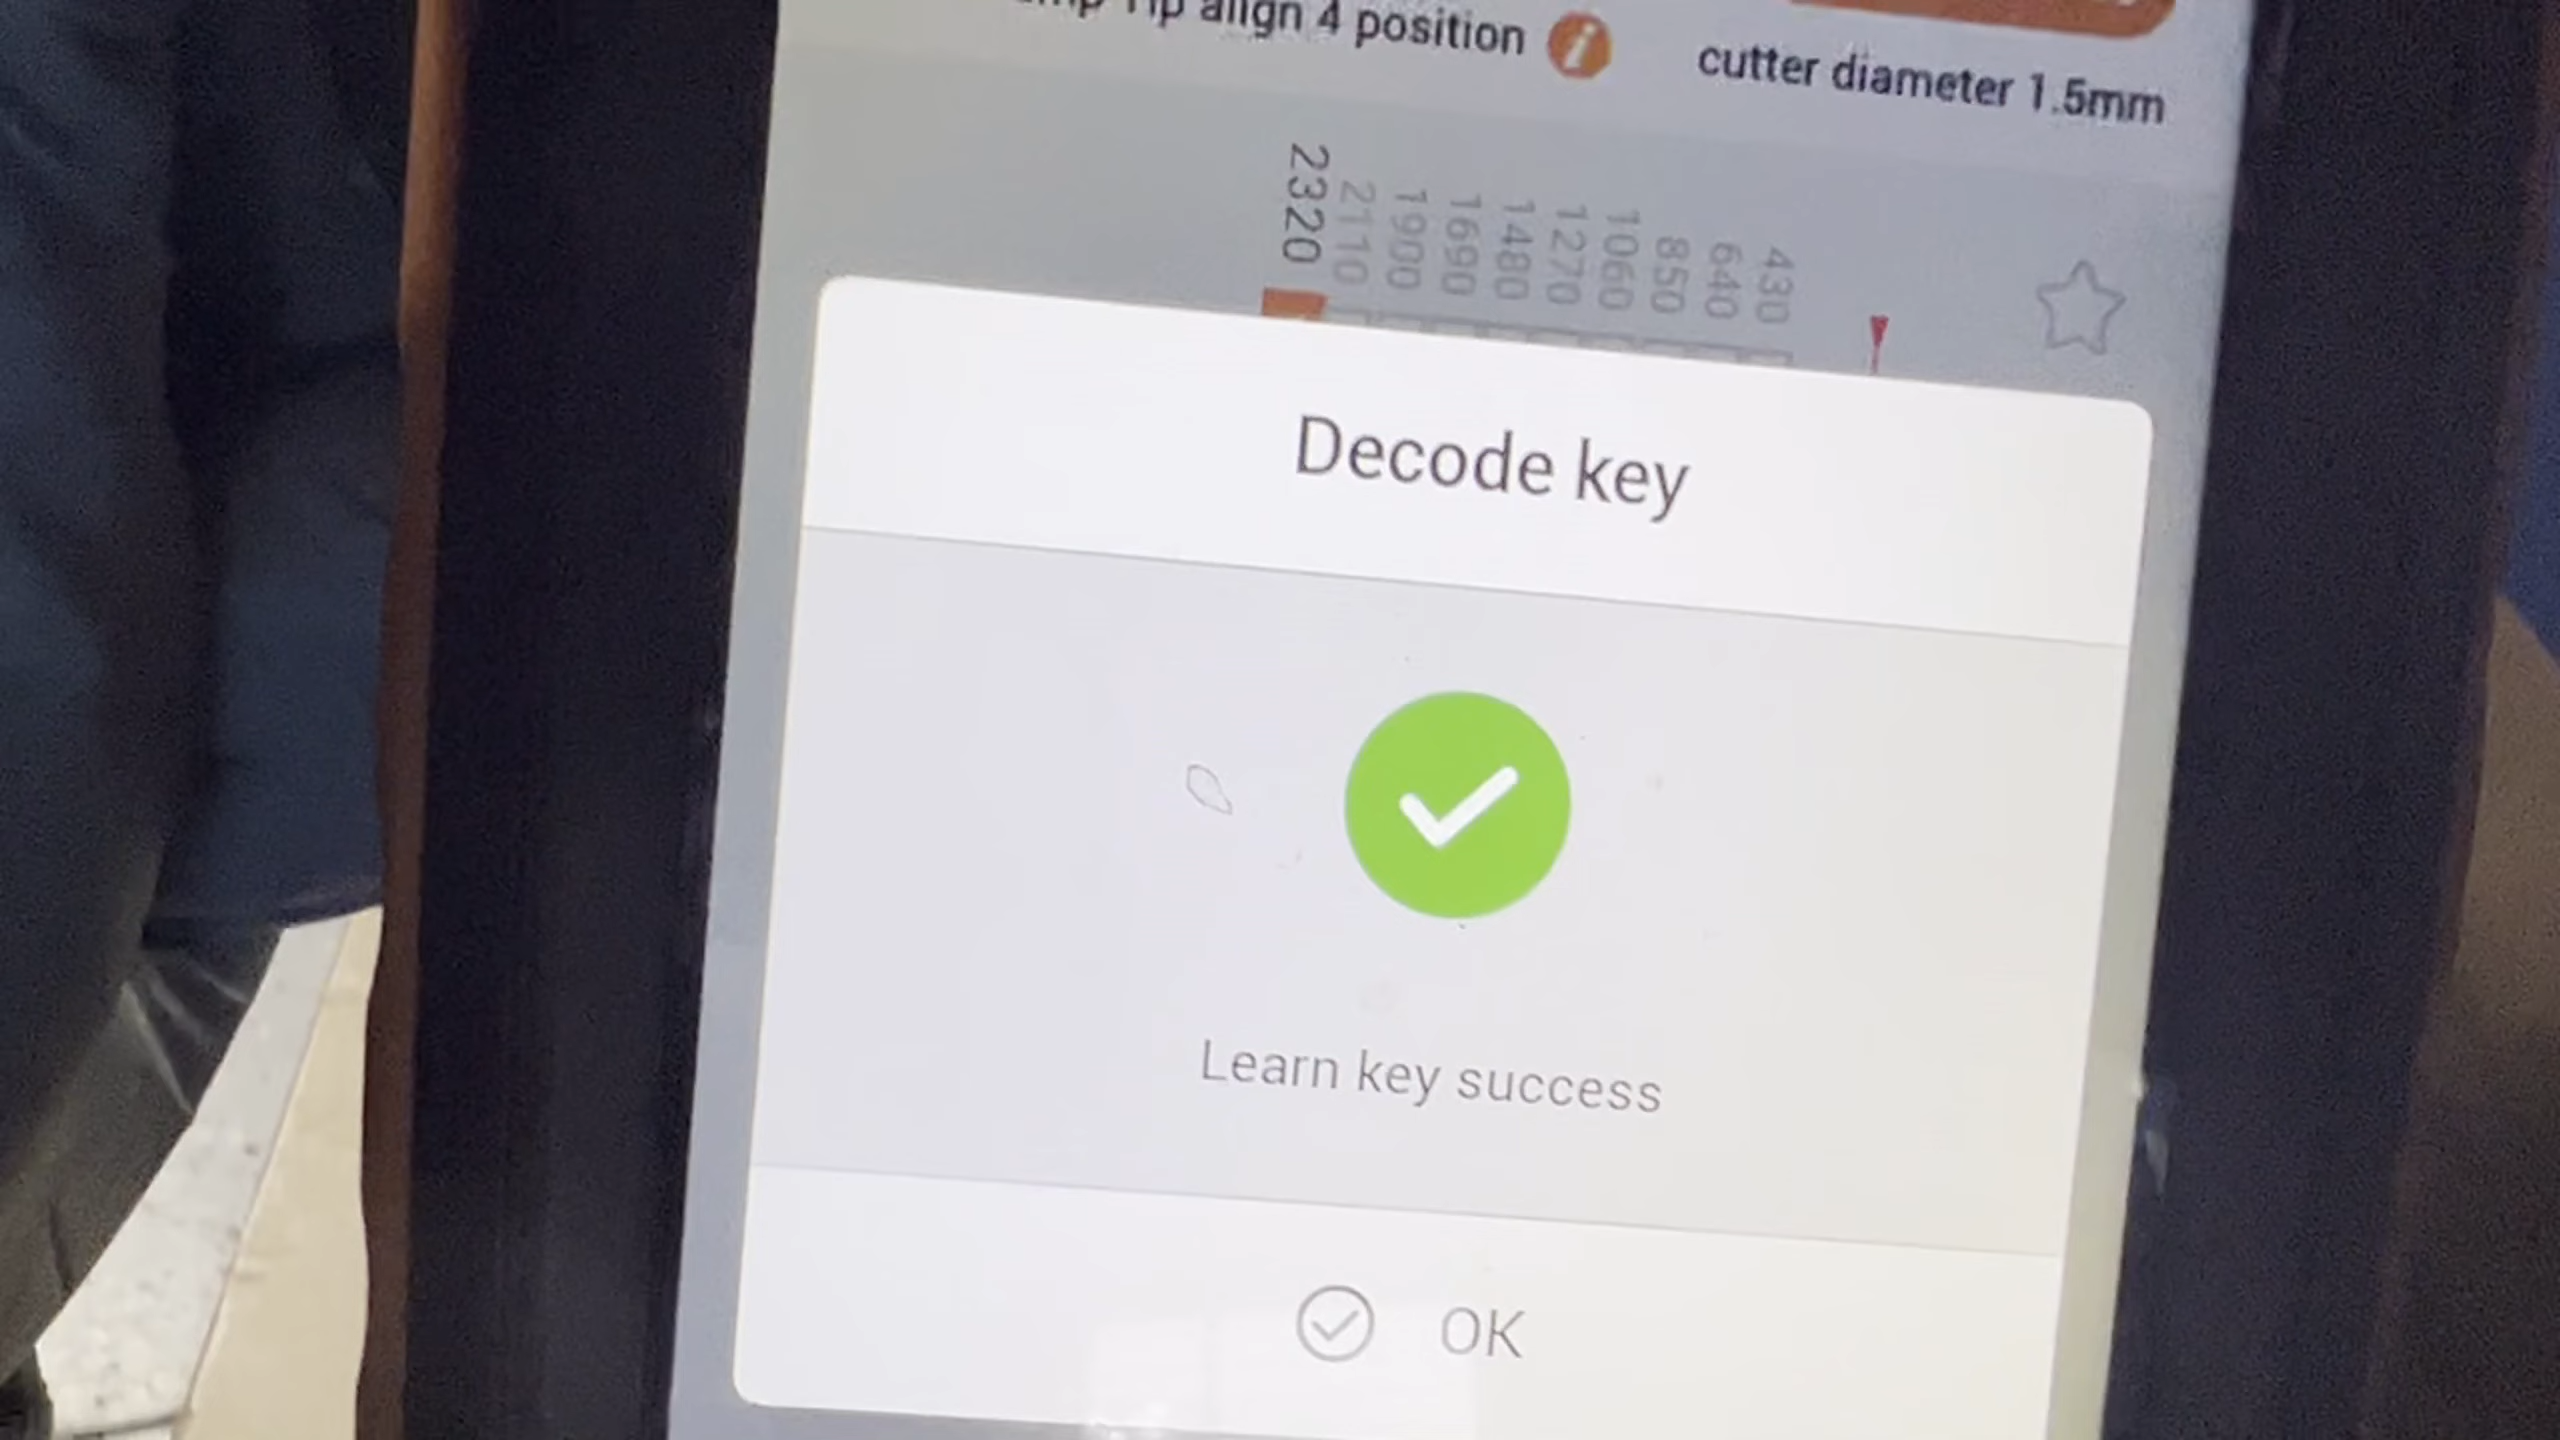 Tip align 4 position
cutter diameter 1.5mm
2320
2110
1900
1690
1480
1270
1060
850
640
430
Decode key
Learn key success
OK